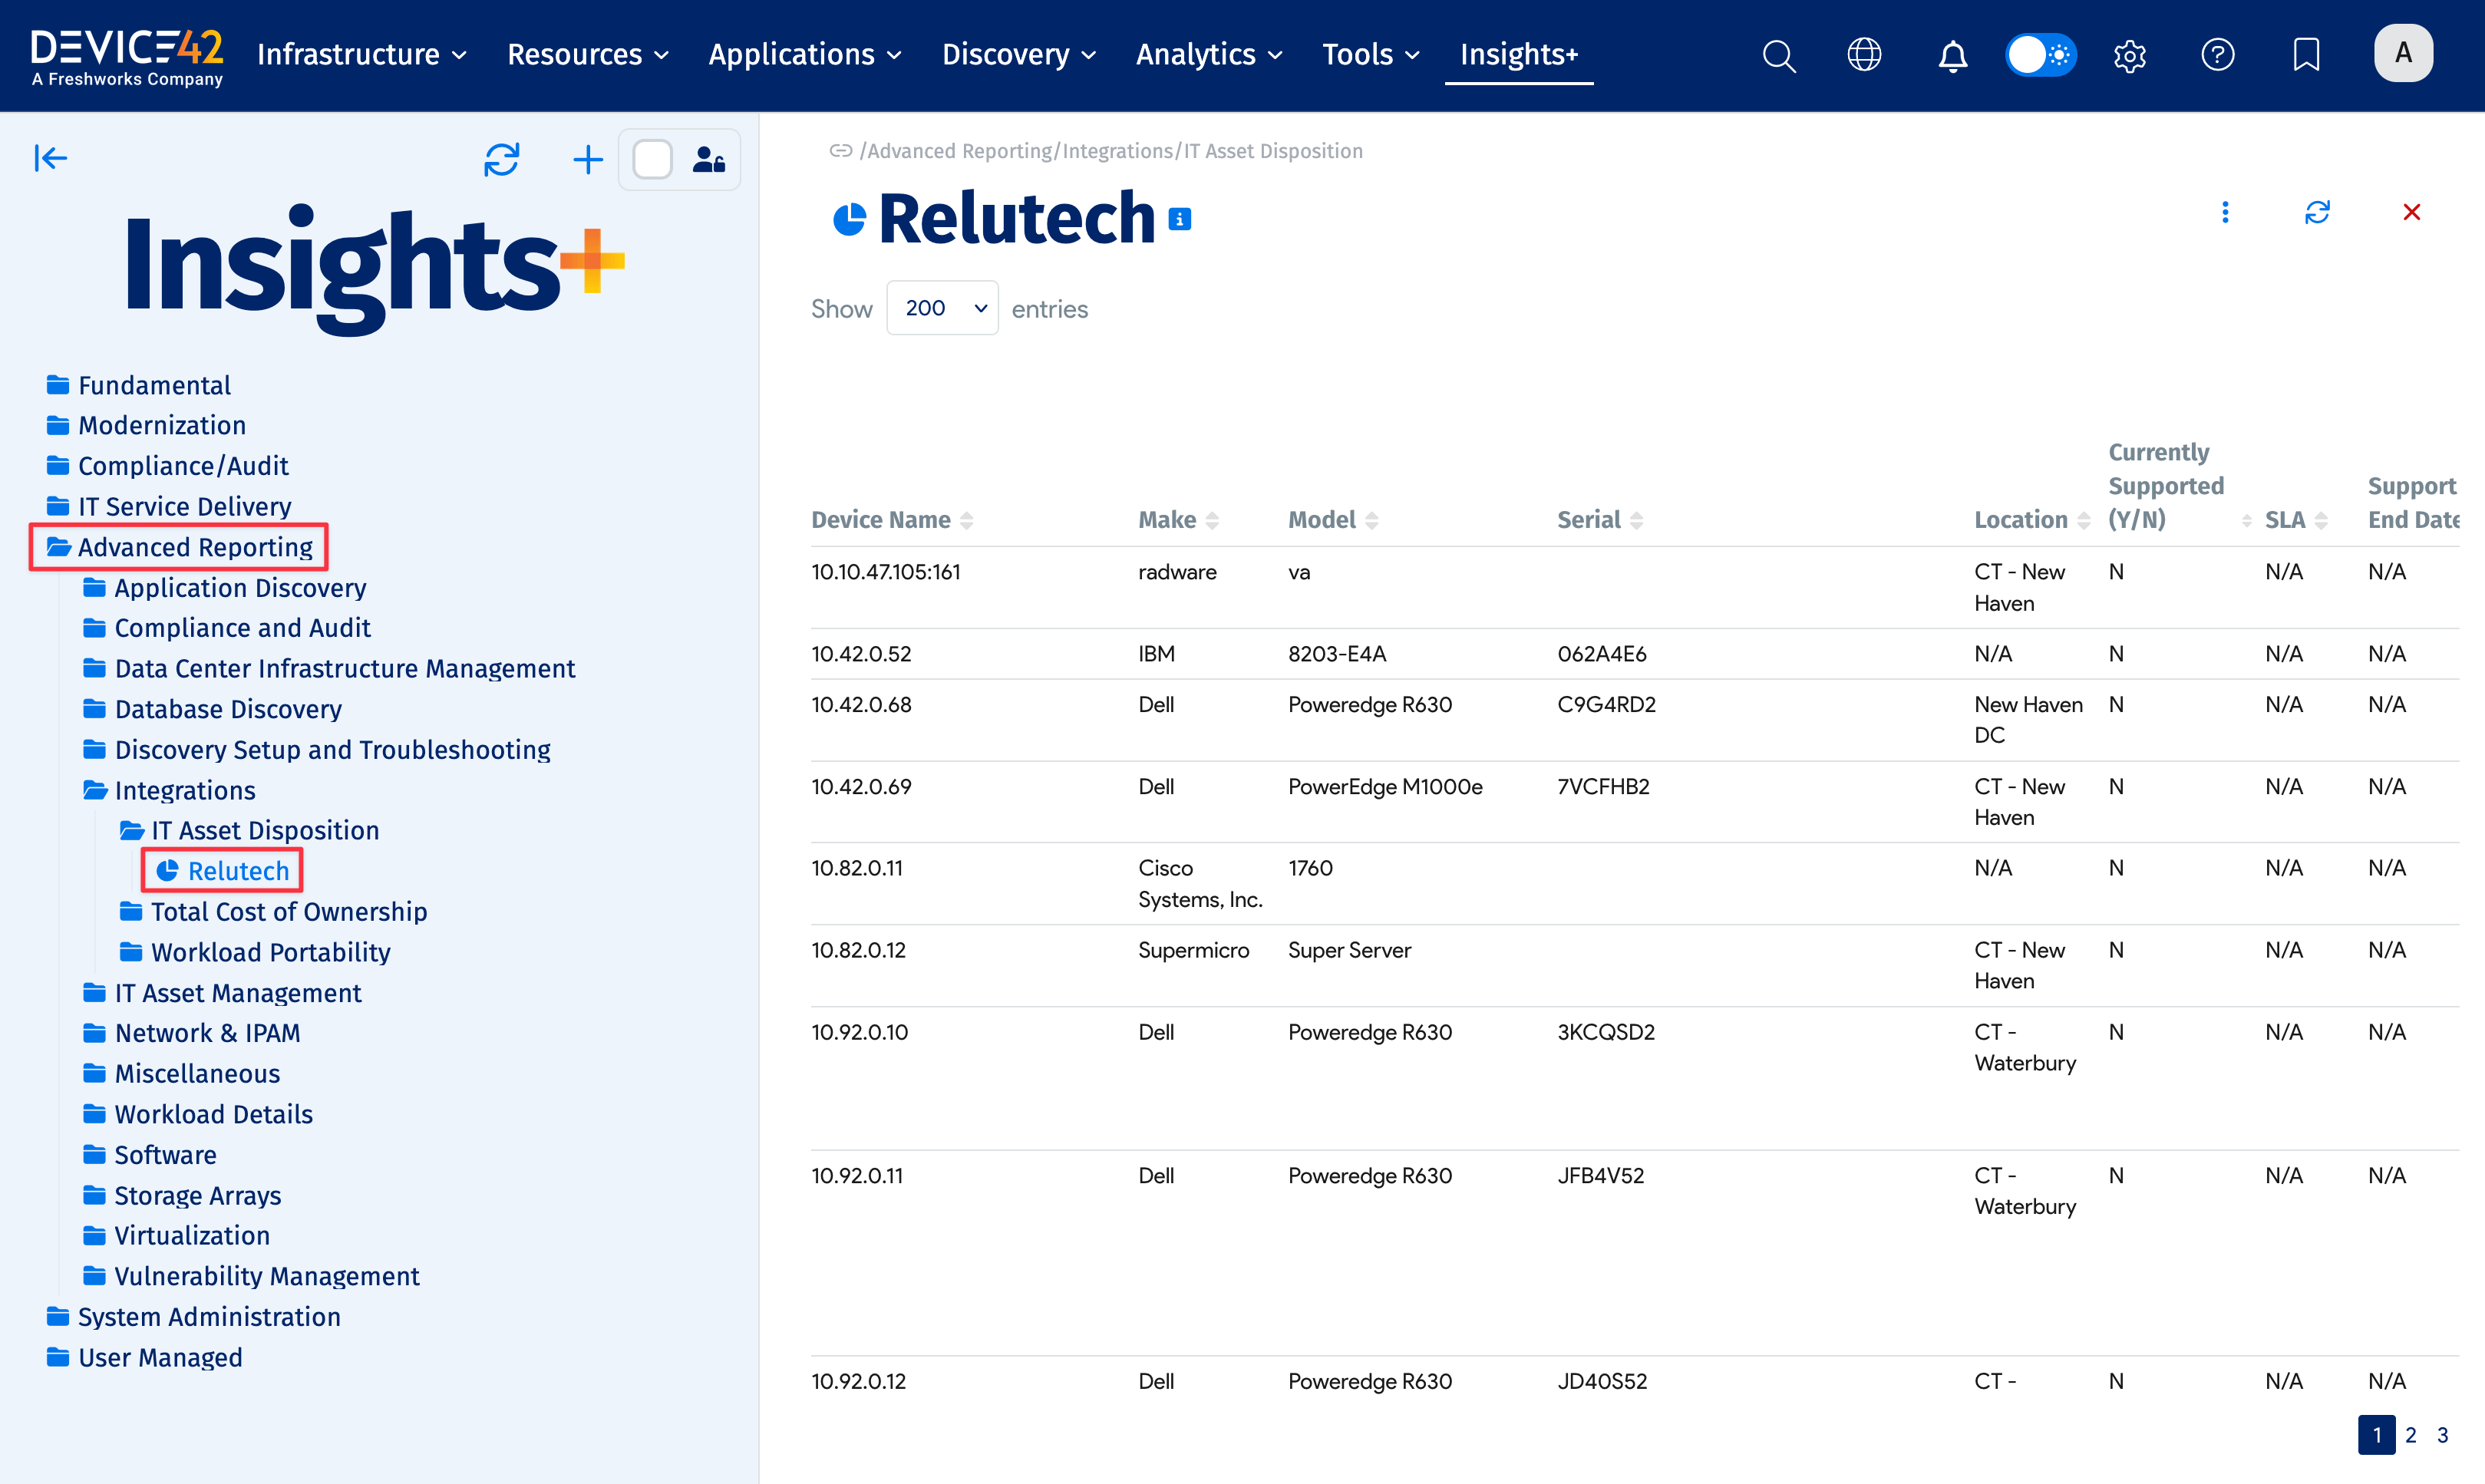 DEVICE42
A Freshworks Company
Infrastructure
Resources
Applications
Discovery
Analytics
Tools
Insights+
A
Insights+
Fundamental
Modernization
Compliance/Audit
IT Service Delivery
Advanced Reporting
Application Discovery
Compliance and Audit
Data Center Infrastructure Management
Database Discovery
Discovery Setup and Troubleshooting
Integrations
IT Asset Disposition
Relutech
Total Cost of Ownership
Workload Portability
IT Asset Management
Network & IPAM
Miscellaneous
Workload Details
Software
Storage Arrays
Virtualization
Vulnerability Management
System Administration
User Managed
/Advanced Reporting/Integrations/IT Asset Disposition
Relutech
Show 200 entries
Device Name
Make
Model
Serial
Location
Currently
Supported
(Y/N)
SLA
Support
End Date
10.10.47.105:161 radware va CT - New N N/A N/A
Haven
10.42.0.52 IBM 8203-E4A 062A4E6 N/A N N/A N/A
10.42.0.68 Dell Poweredge R630 C9G4RD2 New Haven N N/A N/A
DC
10.42.0.69 Dell PowerEdge M1000e 7VCFHB2 CT - New N N/A N/A
Haven
10.82.0.11 Cisco 1760 N/A N N/A N/A
Systems, Inc.
10.82.0.12 Supermicro Super Server CT - New N N/A N/A
Haven
10.92.0.10 Dell Poweredge R630 3KCQSD2 CT - N N/A N/A
Waterbury
10.92.0.11 Dell Poweredge R630 JFB4V52 CT - N N/A N/A
Waterbury
10.92.0.12 Dell Poweredge R630 JD40S52 CT - N N/A N/A
1 2 3